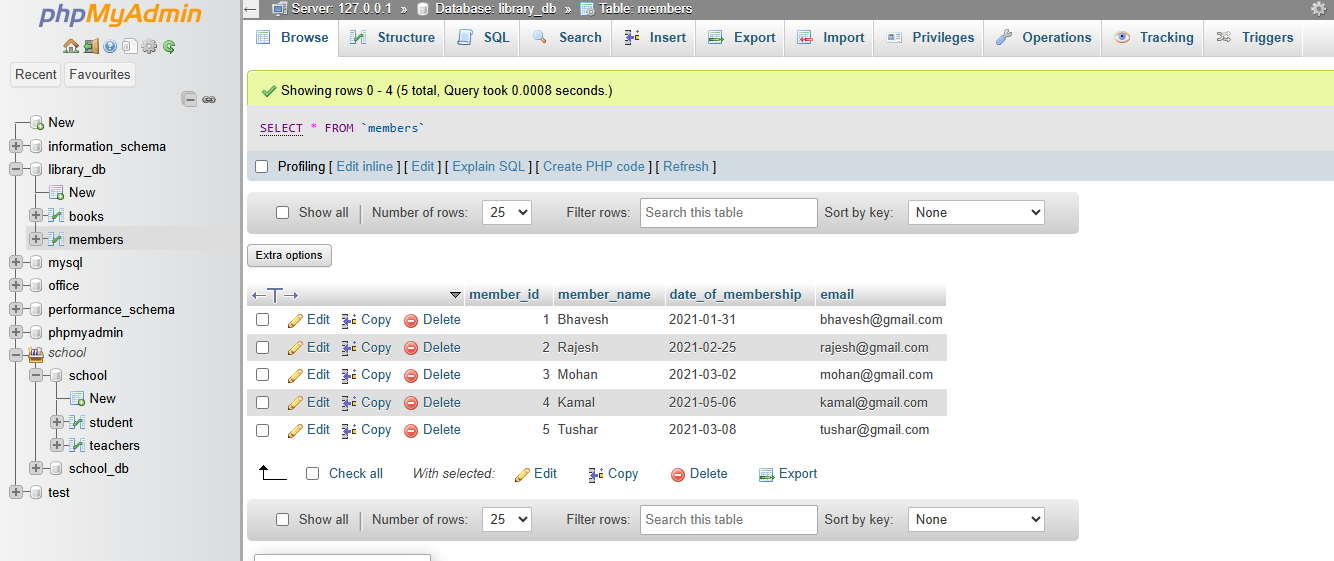 phpMyAdmin
Recent Favourites
New
information_schema
library_db
New
books
members
mysql
office
performance_schema
phpmyadmin
school
school
New
student
teachers
school_db
test
Server: 127.0.0.1 » Database: library_db » Table: members
Browse Structure SQL Search Insert Export Import Privileges Operations Tracking Triggers
Showing rows 0 - 4 (5 total, Query took 0.0008 seconds.)
SELECT * FROM `members`
Profiling [ Edit inline ] [ Edit ] [ Explain SQL ] [ Create PHP code ] [ Refresh ]
Show all Number of rows: 25 Filter rows: Search this table Sort by key: None
Extra options
member_id member_name date_of_membership email
Edit Copy Delete 1 Bhavesh 2021-01-31 bhavesh@gmail.com
Edit Copy Delete 2 Rajesh 2021-02-25 rajesh@gmail.com
Edit Copy Delete 3 Mohan 2021-03-02 mohan@gmail.com
Edit Copy Delete 4 Kamal 2021-05-06 kamal@gmail.com
Edit Copy Delete 5 Tushar 2021-03-08 tushar@gmail.com
Check all With selected: Edit Copy Delete Export
Show all Number of rows: 25 Filter rows: Search this table Sort by key: None